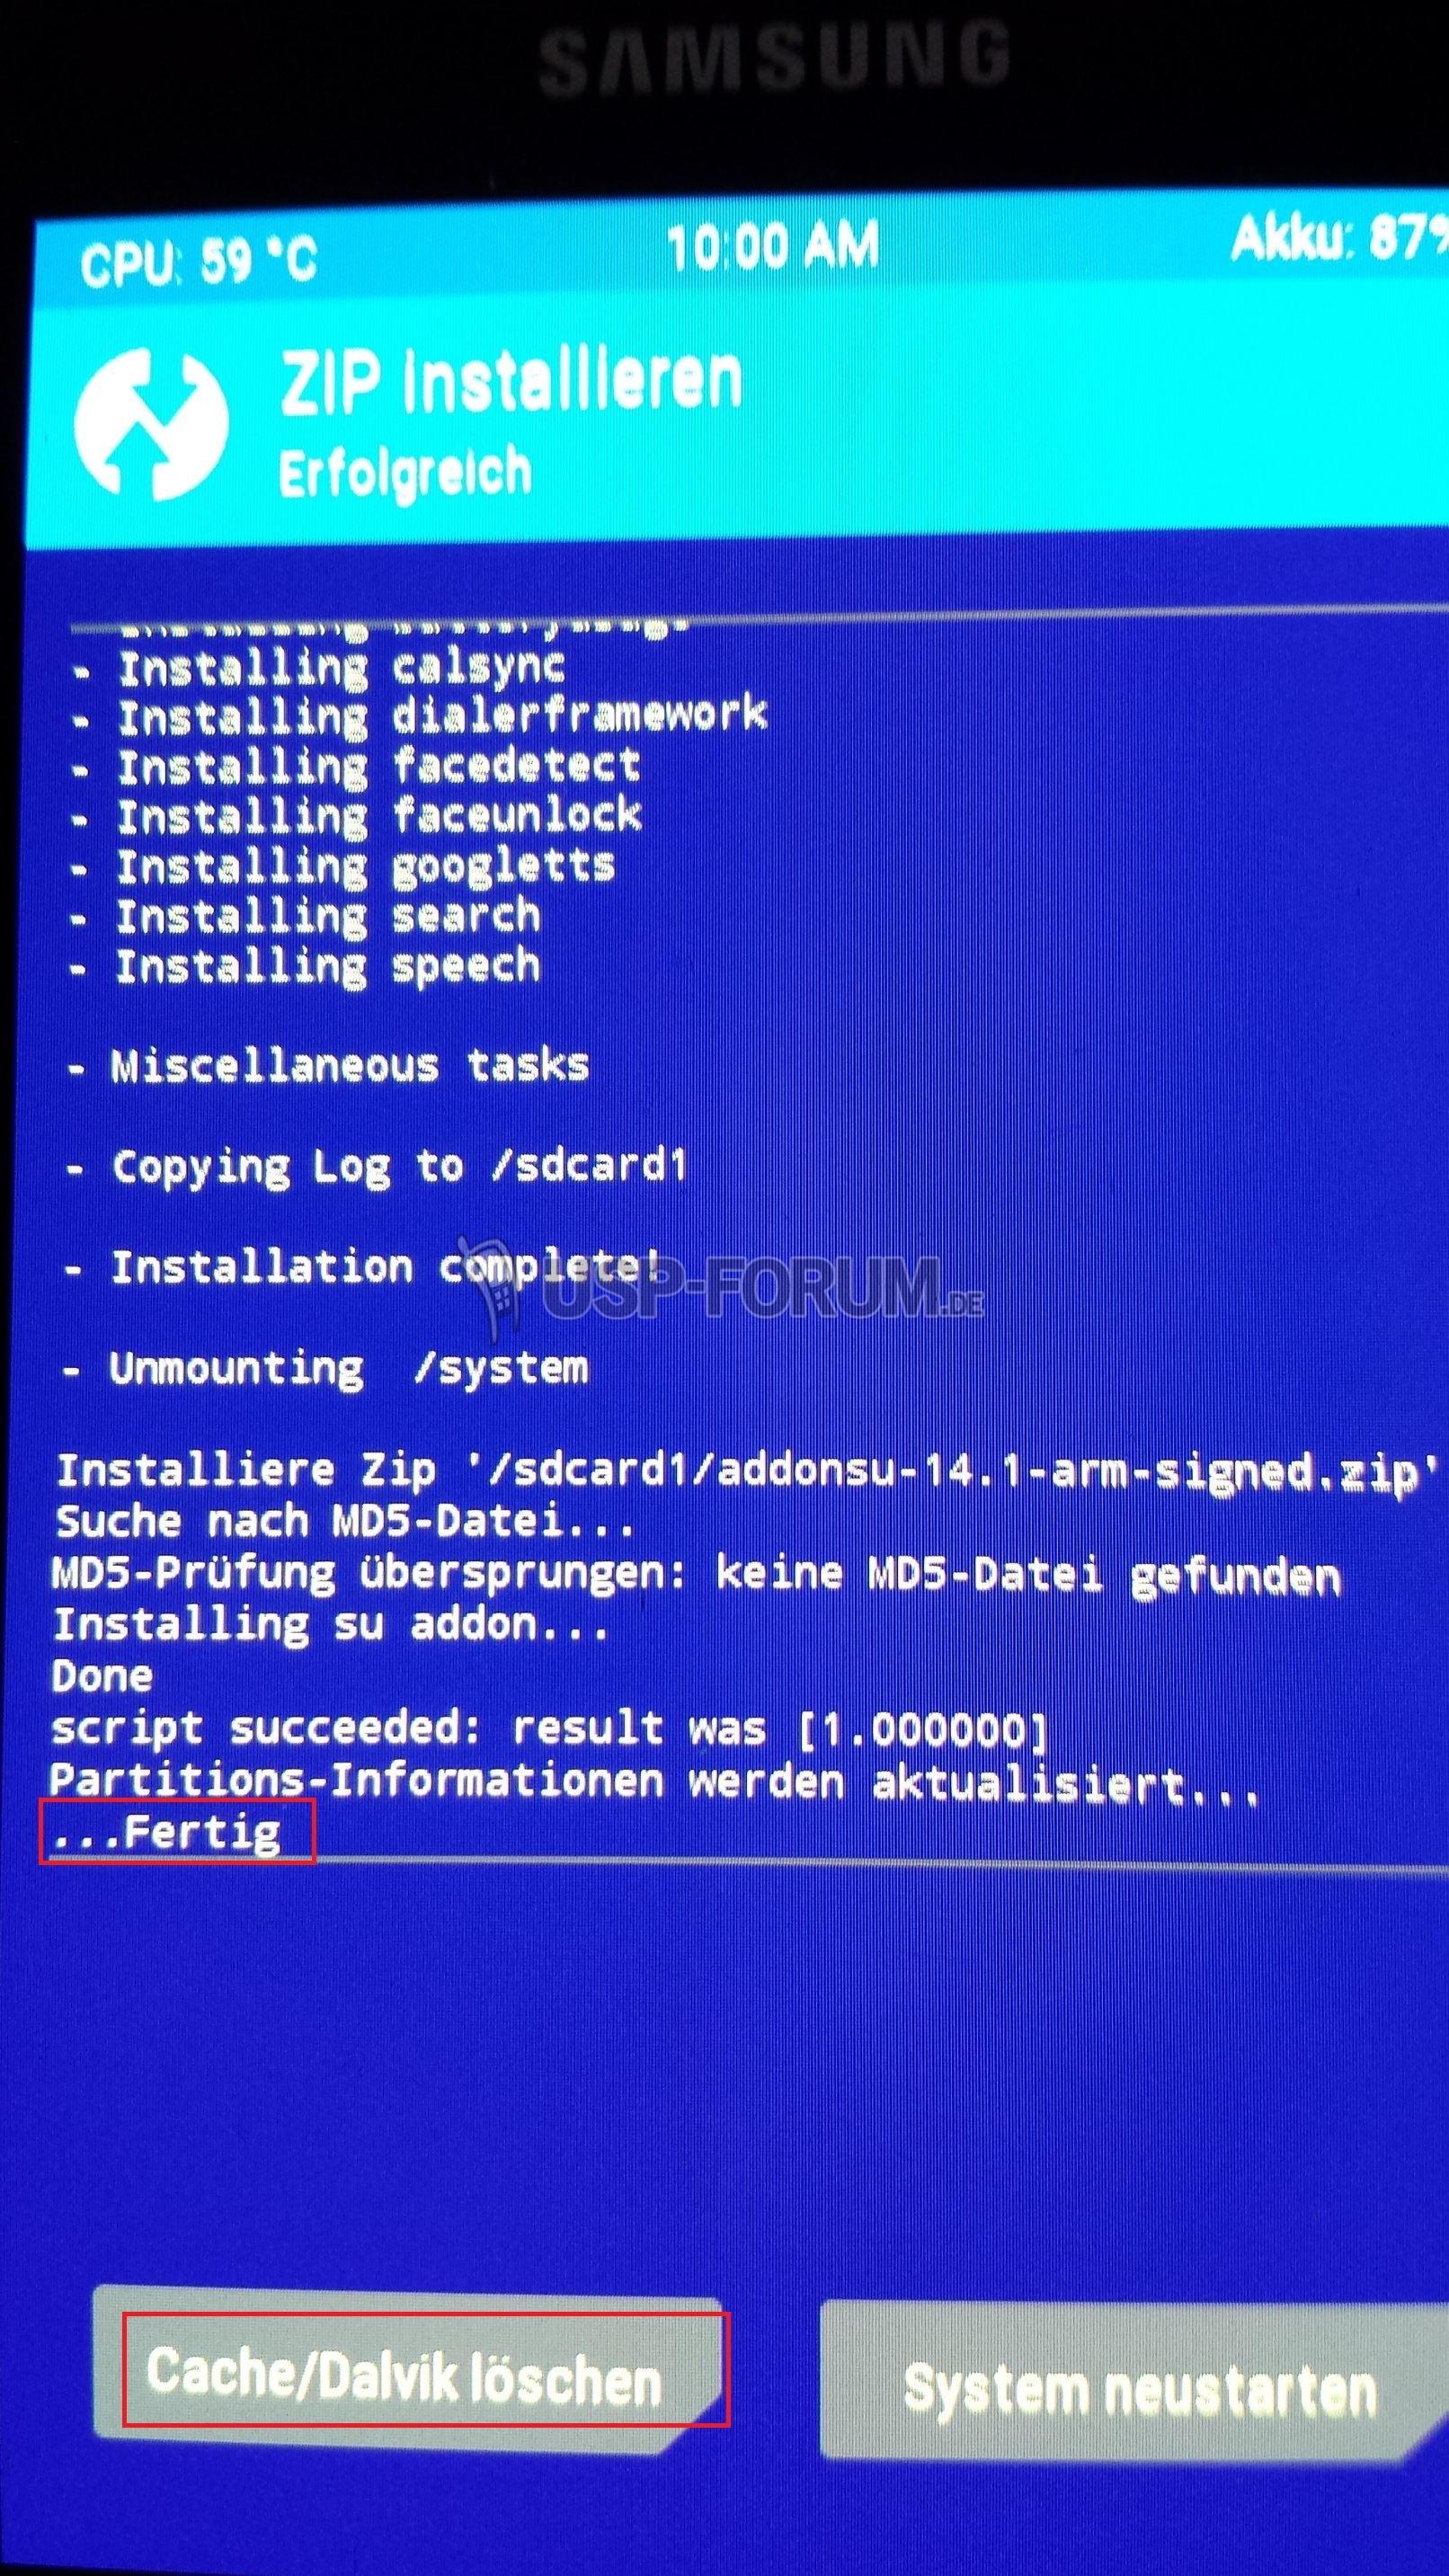 SAMSUNG
CPU: 59 °C 10:00 AM Akku: 87%
ZIP installieren
Erfolgreich
- Installing calsync
- Installing dialerframework
- Installing facedetect
- Installing faceunlock
- Installing googletts
- Installing search
- Installing speech
- Miscellaneous tasks
- Copying Log to /sdcard1
- Installation complete!
USP-FORUM.DE
- Unmounting /system
Installiere Zip '/sdcard1/addonsu-14.1-arm-signed.zip'
Suche nach MD5-Datei...
MD5-Prüfung übersprungen: keine MD5-Datei gefunden
Installing su addon...
Done
script succeeded: result was [1.000000]
Partitions-Informationen werden aktualisiert...
...Fertig
Cache/Dalvik löschen System neustarten